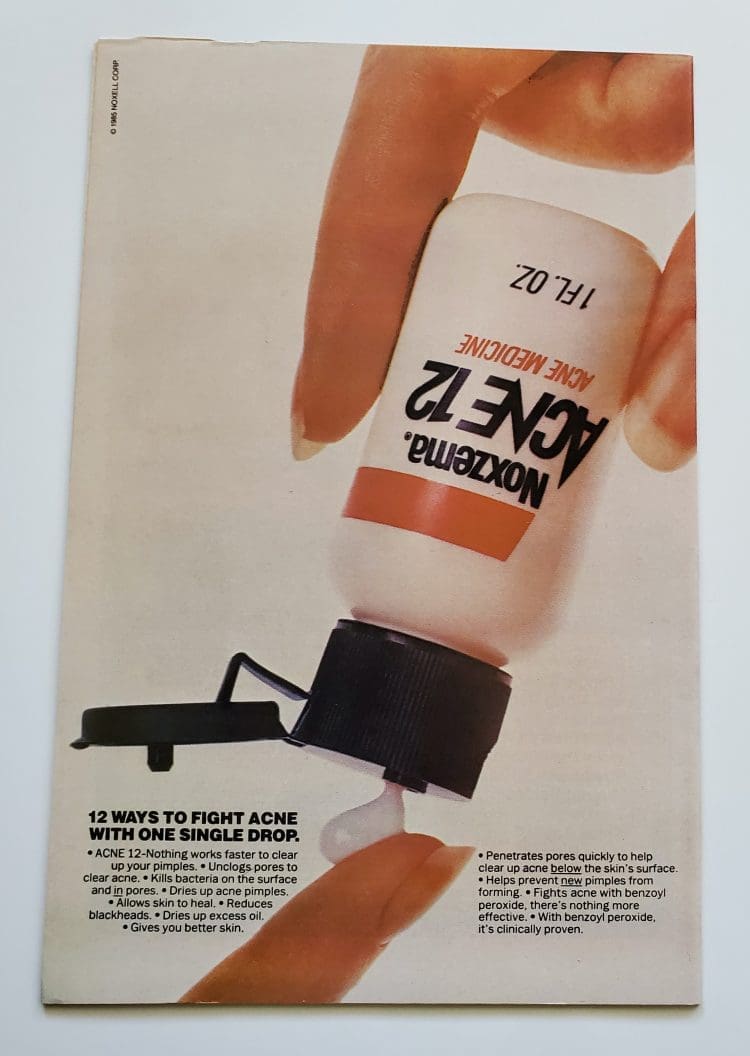 © 1985 NOXELL CORP.
1 FL. OZ.
ACNE MEDICINE
ACNE 12
Noxzema®
12 WAYS TO FIGHT ACNE
WITH ONE SINGLE DROP.
• ACNE 12–Nothing works faster to clear
up your pimples. • Unclogs pores to
clear acne. • Kills bacteria on the surface
and in pores. • Dries up acne pimples.
• Allows skin to heal. • Reduces
blackheads. • Dries up excess oil.
• Gives you better skin.
• Penetrates pores quickly to help
clear up acne below the skin's surface.
• Helps prevent new pimples from
forming. • Fights acne with benzoyl
peroxide, there's nothing more
effective. • With benzoyl peroxide,
it's clinically proven.